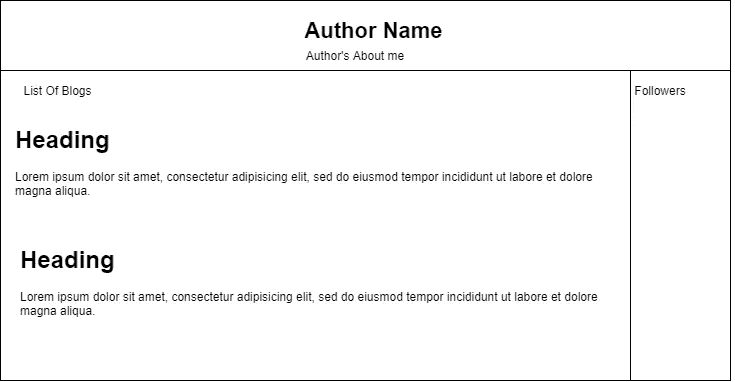 Author Name
Author's About me
List Of Blogs
Followers
Heading
Lorem ipsum dolor sit amet, consectetur adipisicing elit, sed do eiusmod tempor incididunt ut labore et dolore
magna aliqua.
Heading
Lorem ipsum dolor sit amet, consectetur adipisicing elit, sed do eiusmod tempor incididunt ut labore et dolore
magna aliqua.